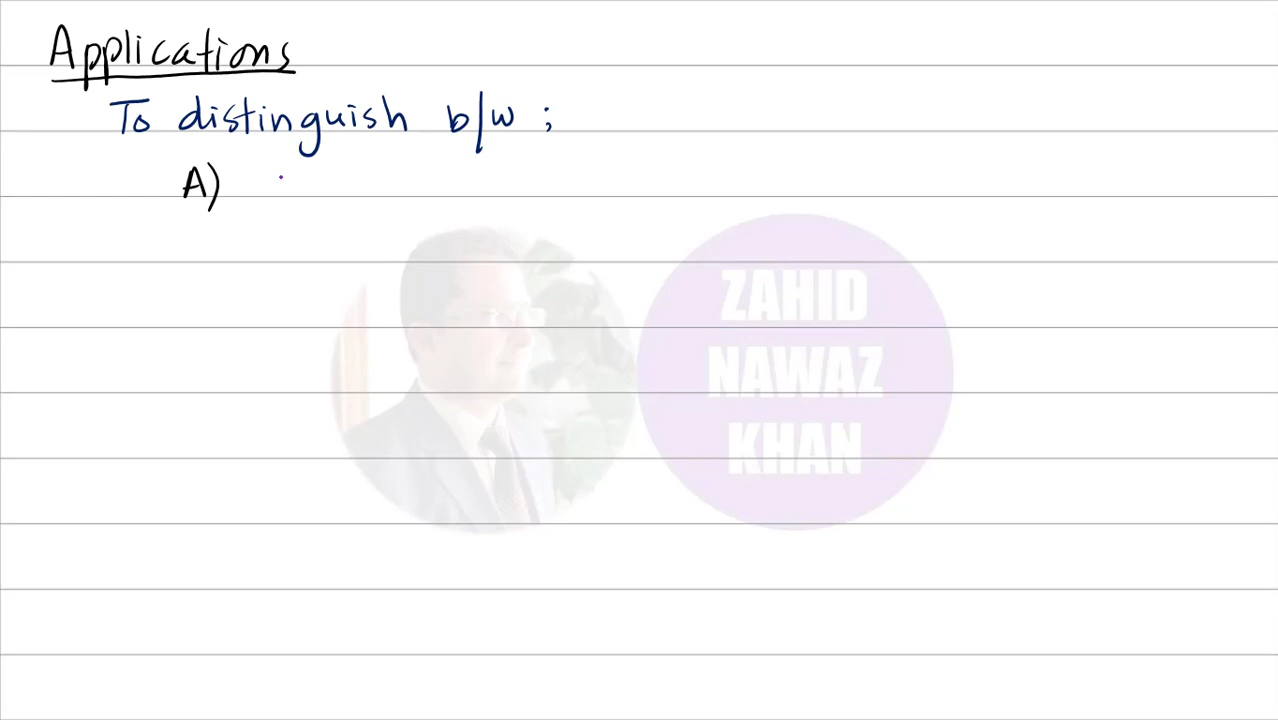 Applications
To distinguish b/w ;
A)
ZAHID
NAWAZ
KHAN